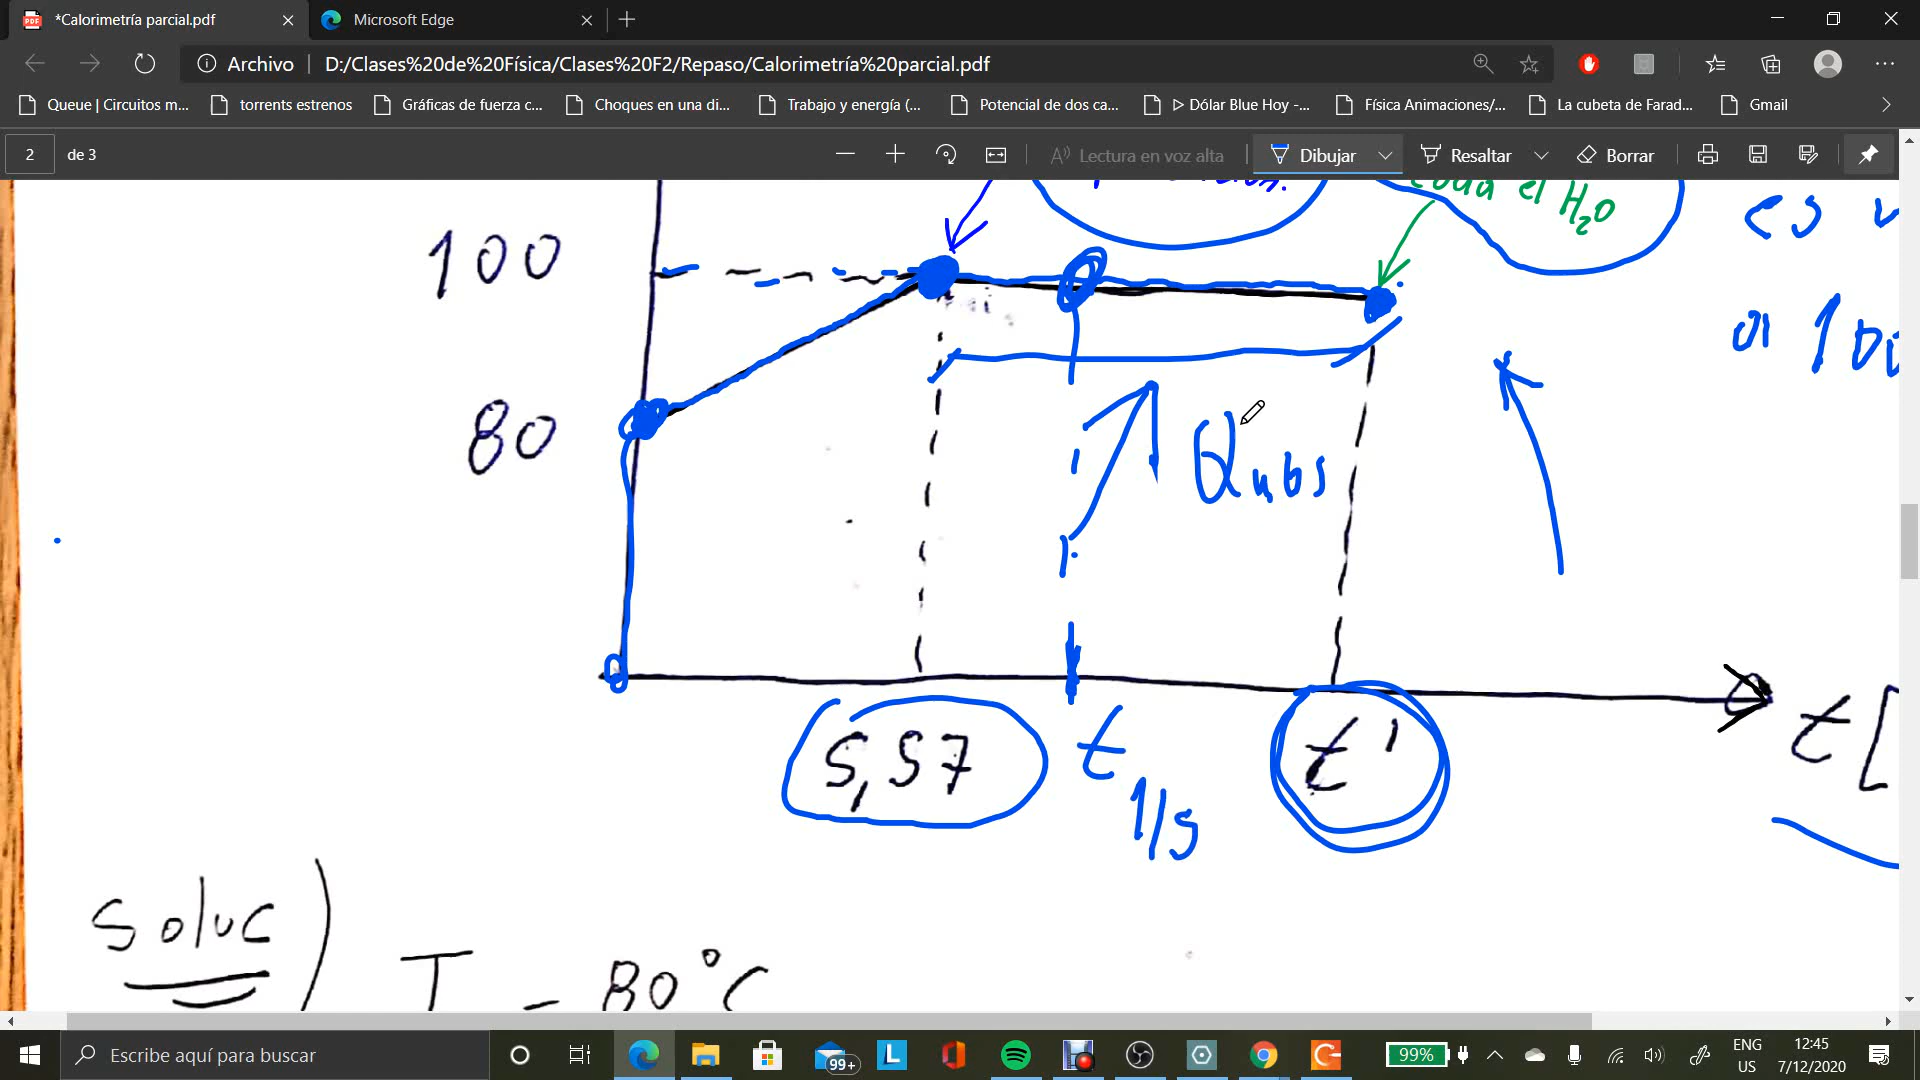 *Calorimetría parcial.pdf
Microsoft Edge
Archivo
D:/Clases%20de%20Física/Clases%20F2/Repaso/Calorimetría%20parcial.pdf
Queue | Circuitos m...
torrents estrenos
Gráficas de fuerza c...
Choques en una di...
Trabajo y energía (...
Potencial de dos ca...
▷ Dólar Blue Hoy -...
Física Animaciones/...
La cubeta de Farad...
Gmail
2
de 3
Lectura en voz alta
Dibujar
Resaltar
Borrar
el H₂O
es
100
80
Qabs
5,57
t
1/5
t'
t[
Soluc)
T = 80°C
Escribe aquí para buscar
99+
99%
ENG
US
12:45
7/12/2020